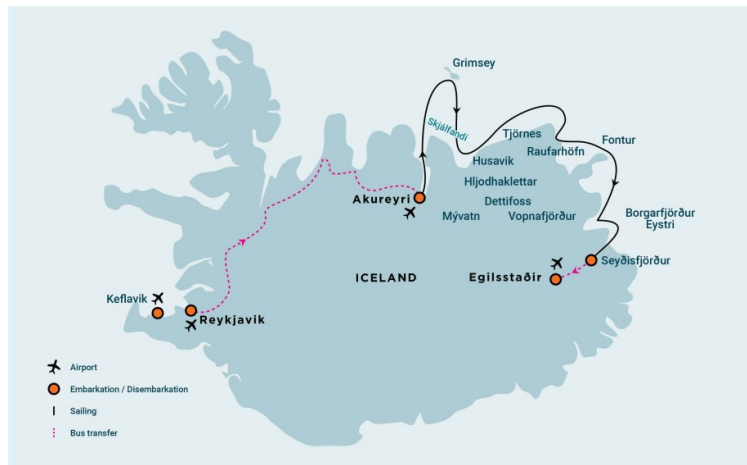 Grimsey
Skjálfandi
Tjörnes
Fontur
Raufarhöfn
Husavik
Hljodhaklettar
Akureyri
Dettifoss
Mývatn
Vopnafjörður
Borgarfjörður
Eystri
Seyðisfjörður
ICELAND
Egilsstaðir
Keflavik
Reykjavik
Airport
Embarkation / Disembarkation
Sailing
Bus transfer